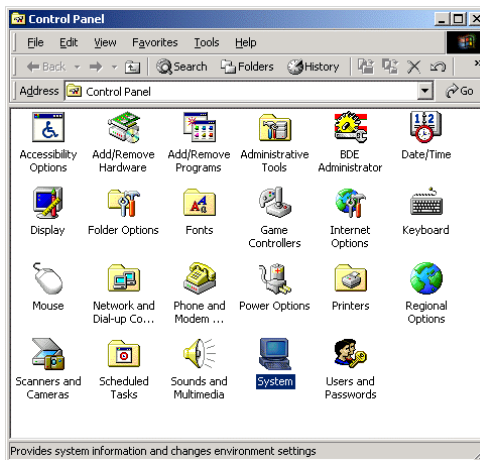 Control Panel
File Edit View Favorites Tools Help
Back Search Folders History »
Address Control Panel Go
Accessibility Options
Add/Remove Hardware
Add/Remove Programs
Administrative Tools
BDE Administrator
Date/Time
Display
Folder Options
Fonts
Game Controllers
Internet Options
Keyboard
Mouse
Network and Dial-up Co...
Phone and Modem ...
Power Options
Printers
Regional Options
Scanners and Cameras
Scheduled Tasks
Sounds and Multimedia
System
Users and Passwords
Provides system information and changes environment settings